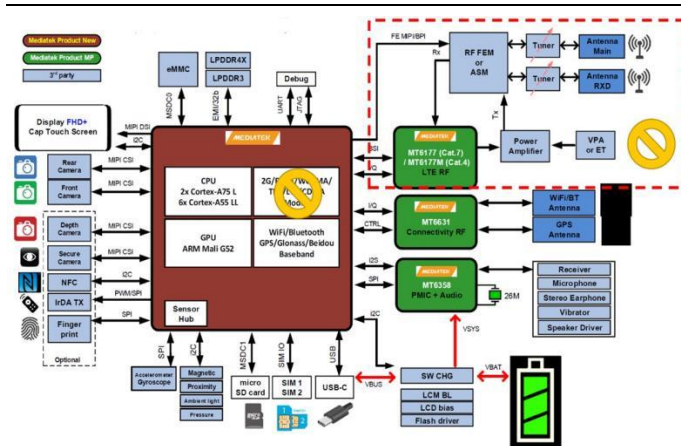 Mediatek Product New
Mediatek Product MP
3rd party
eMMC
LPDDR4X
LPDDR3
Debug
FE MIPI/BPI
Rx
RF FEM
or
ASM
Tuner
Antenna
Main
Tuner
Antenna
RXD
MSDC0
EMI/32b
UART
JTAG
Tx
Display FHD+
Cap Touch Screen
MIPI DSI
I2C
MEDIATEK
BSI
I/Q
MEDIATEK
MT6177 (Cat.7)
/ MT6177M (Cat.4)
LTE RF
Power
Amplifier
VPA
or ET
Rear
Camera
MIPI CSI
Front
Camera
MIPI CSI
CPU
2x Cortex-A75 L
6x Cortex-A55 LL
GPU
ARM Mali G52
WiFi/Bluetooth
GPS/Glonass/Beidou
Baseband
I/Q
CTRL
MEDIATEK
MT6631
Connectivity RF
WiFi/BT
Antenna
GPS
Antenna
Depth
Camera
MIPI CSI
Secure
Camera
MIPI CSI
NFC
I2C
IrDA TX
PWM/SPI
Finger
print
SPI
Optional
Sensor
Hub
I2S
SPI
MEDIATEK
MT6358
PMIC + Audio
26M
Receiver
Microphone
Stereo Earphone
Vibrator
Speaker Driver
I2C
VSYS
SPI
I2C
MSDC1
SIM IO
USB
Accelerometer
Gyroscope
Magnetic
Proximity
Ambient light
Pressure
micro
SD card
SIM 1
SIM 2
USB-C
VBUS
SW CHG
VBAT
LCM BL
LCD bias
Flash driver